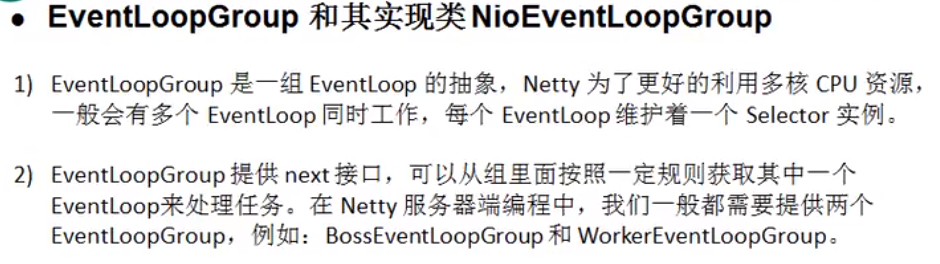 ● EventLoopGroup 和其实现类 NioEventLoopGroup
1) EventLoopGroup 是一组 EventLoop 的抽象，Netty 为了更好的利用多核 CPU 资源，
一般会有多个 EventLoop 同时工作，每个 EventLoop 维护着一个 Selector 实例。
2) EventLoopGroup 提供 next 接口，可以从组里面按照一定规则获取其中一个
EventLoop来处理任务。在 Netty 服务器端编程中，我们一般都需要提供两个
EventLoopGroup，例如：BossEventLoopGroup 和 WorkerEventLoopGroup。